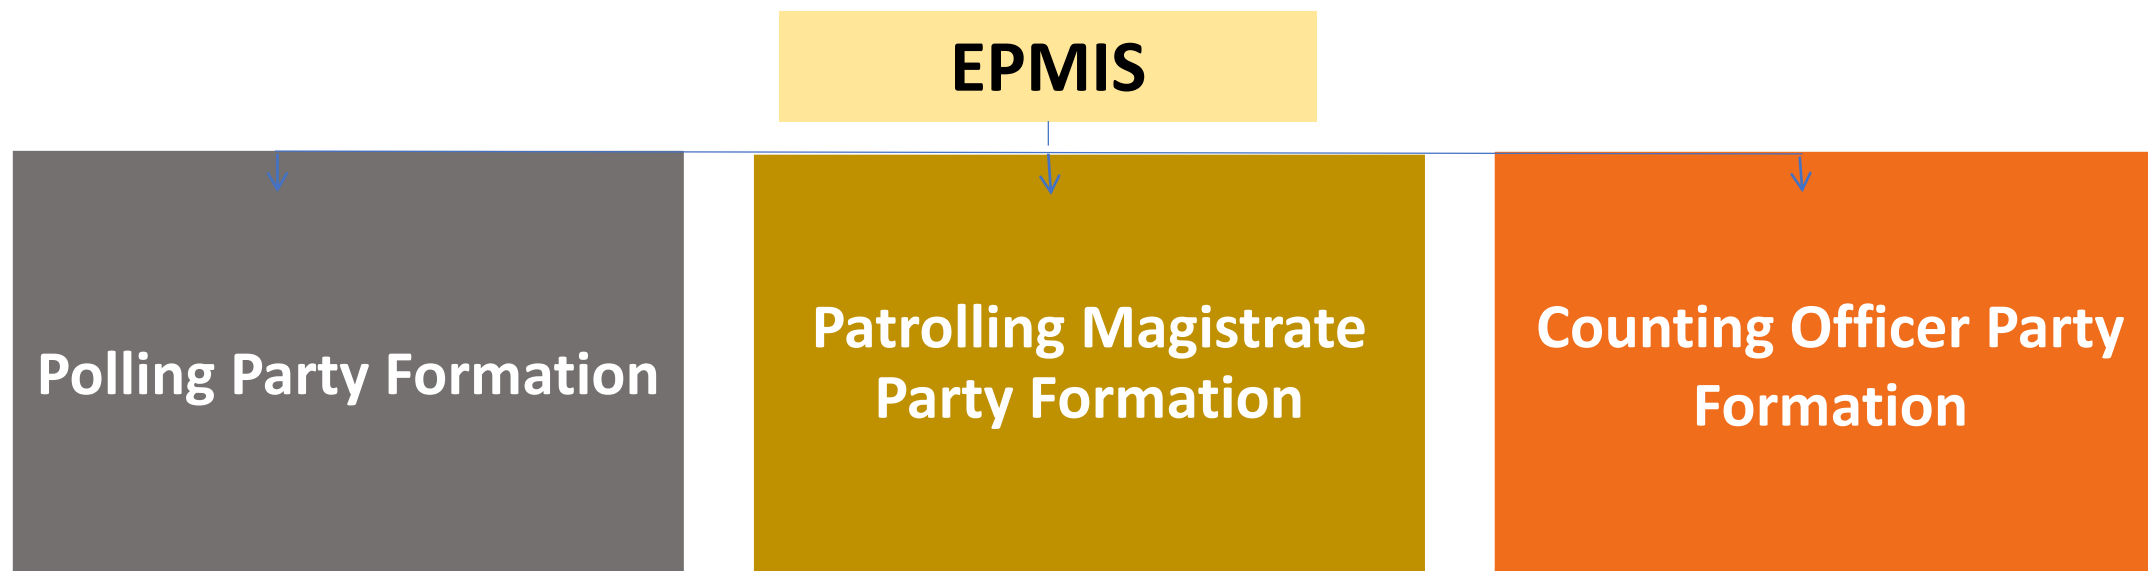 EPMIS
Polling Party Formation
Patrolling Magistrate
Party Formation
Counting Officer Party
Formation